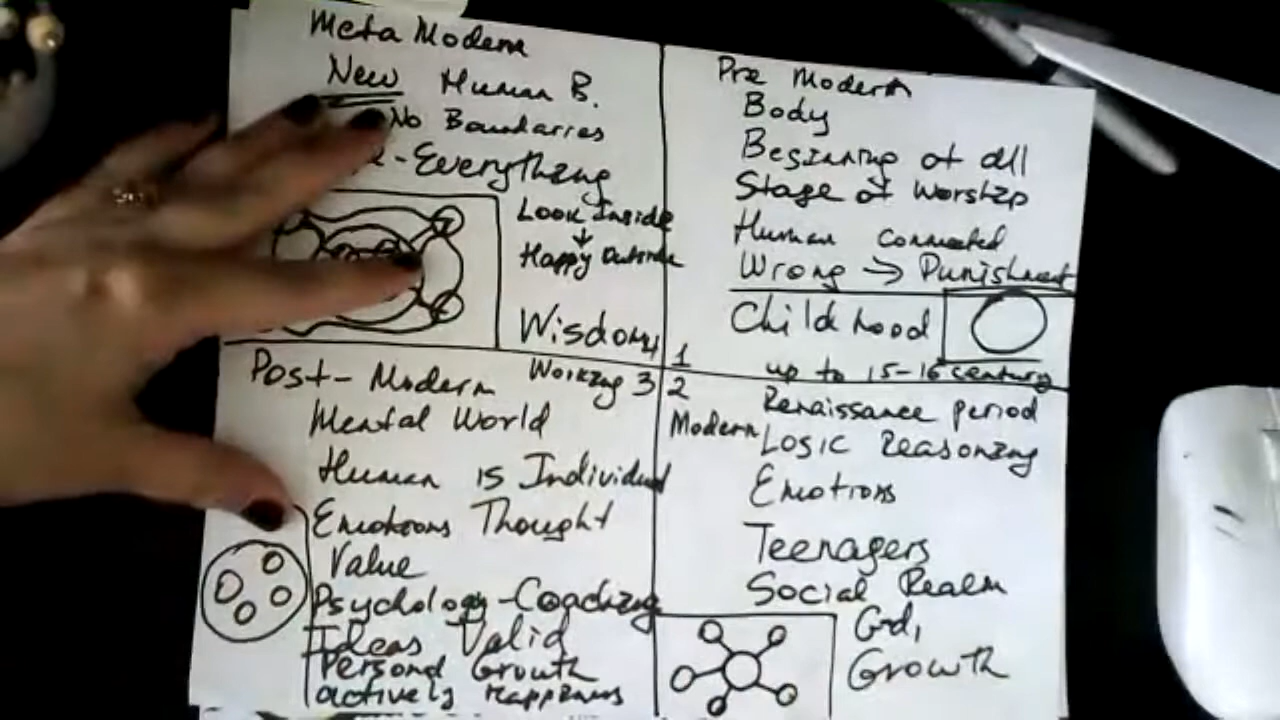 Meta Modern
New Human B.
No Boundaries
-Everything
Look Inside
Happy Outside
Wisdom
Pre Modern
Body
Beginning of all
Stage of Worship
Human connected
Wrong → Punishment
Childhood
1
up to 15-16 century
Post-Modern
Working 3
Mental World
Human is Individual
Emotions Thought
Value
Psychology-Coaching
Ideas Valid
Personal Growth
actively happiness
2
Modern
Renaissance period
Logic Reasoning
Emotions
Teenagers
Social Realm
God,
Growth